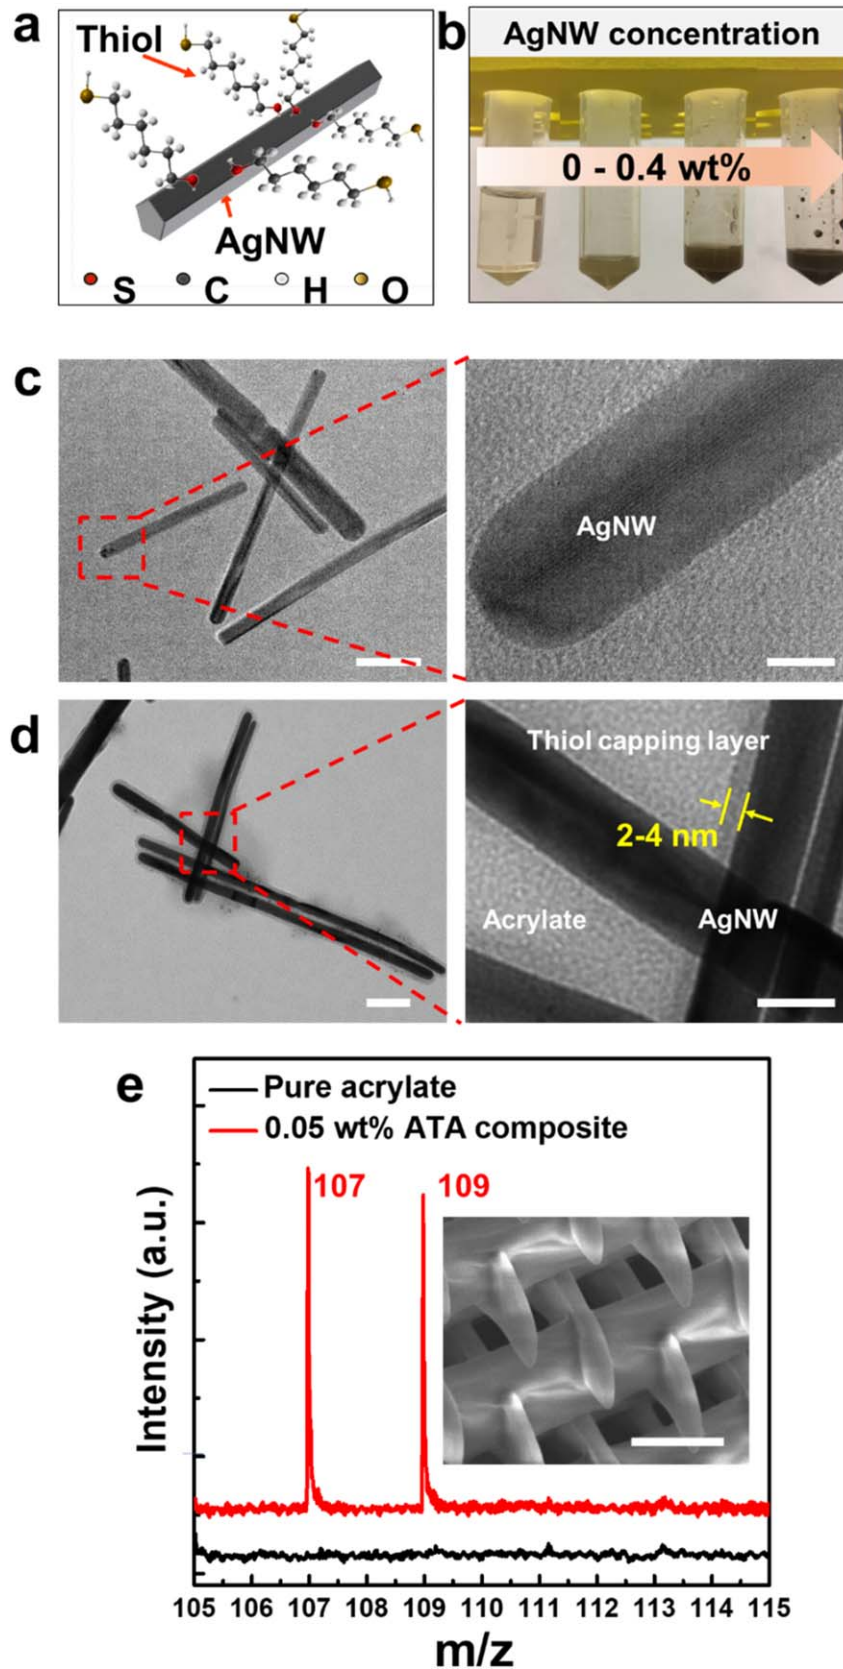 a
Thiol
AgNW
S C H O
b
AgNW concentration
0 - 0.4 wt%
c
AgNW
d
Thiol capping layer
2-4 nm
Acrylate
AgNW
e
Pure acrylate
0.05 wt% ATA composite
107
109
Intensity (a.u.)
105 106 107 108 109 110 111 112 113 114 115
m/z